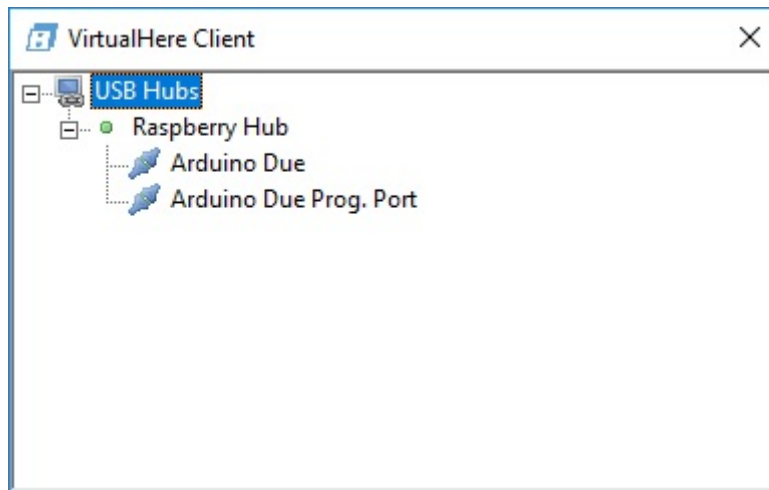 VirtualHere Client
USB Hubs
Raspberry Hub
Arduino Due
Arduino Due Prog. Port